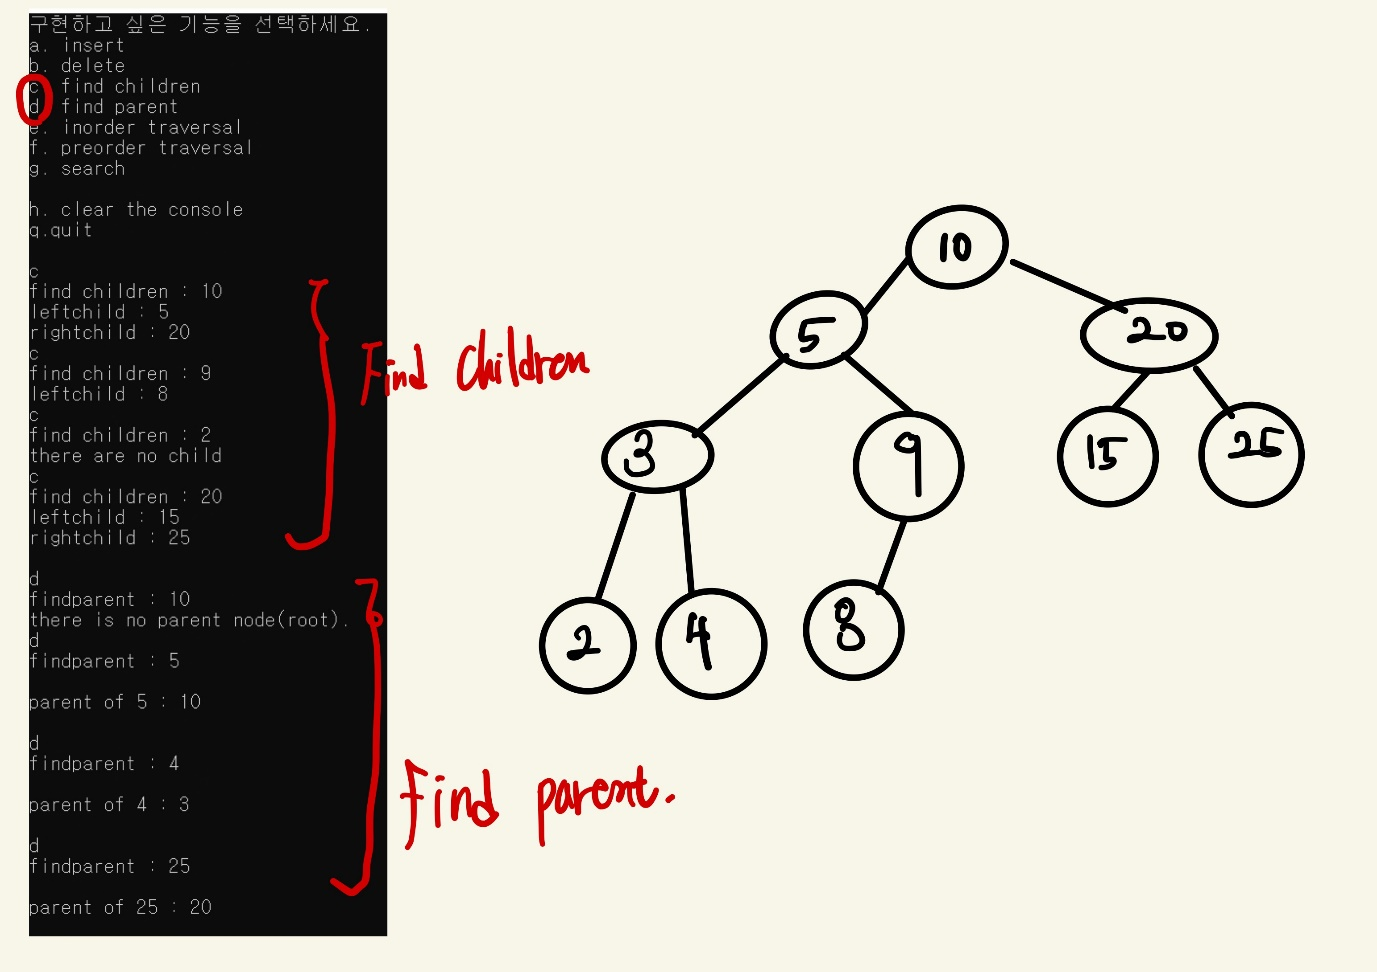 구현하고 싶은 기능을 선택하세요.
a. insert
b. delete
c. find children
d. find parent
e. inorder traversal
f. preorder traversal
g. search
h. clear the console
q.quit
c
find children : 10
leftchild : 5
rightchild : 20
c
find children : 9
leftchild : 8
c
find children : 2
there are no child
c
find children : 20
leftchild : 15
rightchild : 25
d
findparent : 10
there is no parent node(root).
d
findparent : 5
parent of 5 : 10
d
findparent : 4
parent of 4 : 3
d
findparent : 25
parent of 25 : 20
Find Children
Find parent.
10
5
20
3
9
15
25
2
4
8